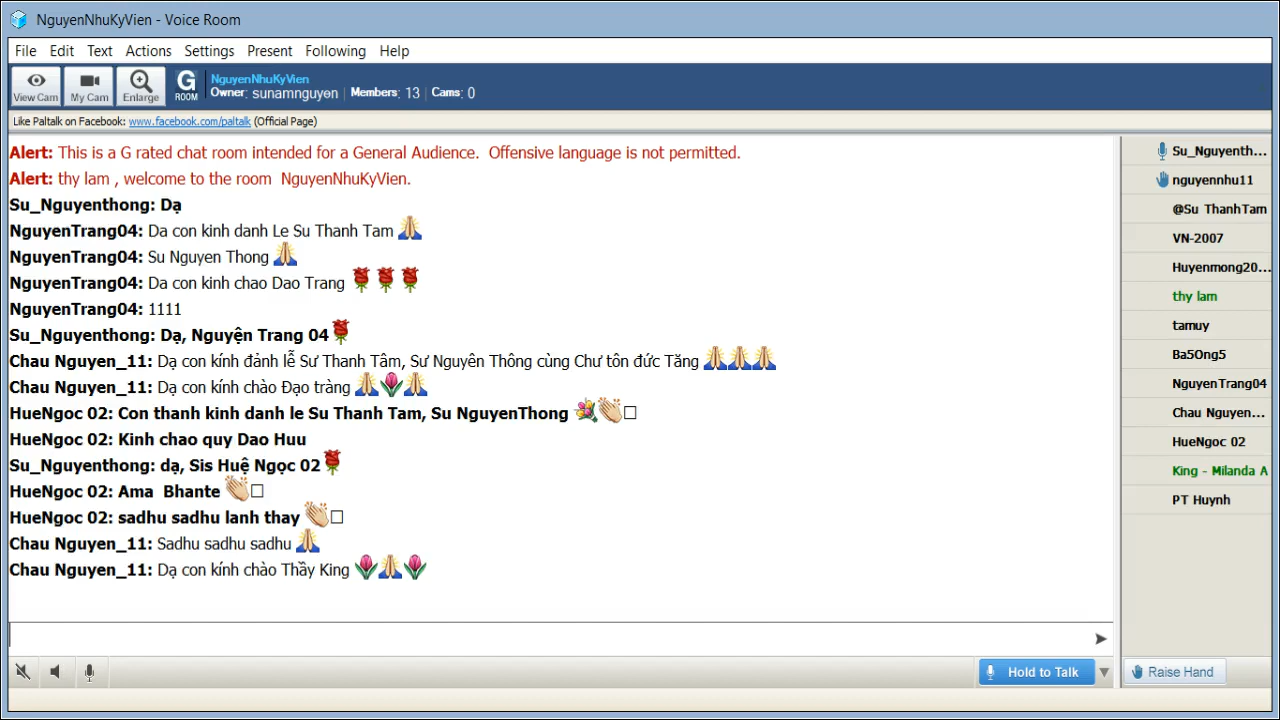 NguyenNhuKyVien - Voice Room
File Edit Text Actions Settings Present Following Help
View Cam My Cam Enlarge G ROOM
NguyenNhuKyVien
Owner: sunamnguyen Members: 13 Cams: 0
Like Paltalk on Facebook: www.facebook.com/paltalk (Official Page)
Alert: This is a G rated chat room intended for a General Audience. Offensive language is not permitted.
Alert: thy lam , welcome to the room NguyenNhuKyVien.
Su_Nguyenthong: Dạ
NguyenTrang04: Da con kinh danh Le Su Thanh Tam 🙏
NguyenTrang04: Su Nguyen Thong 🙏
NguyenTrang04: Da con kinh chao Dao Trang 🌹🌹🌹
NguyenTrang04: 1111
Su_Nguyenthong: Dạ, Nguyện Trang 04🌹
Chau Nguyen_11: Dạ con kính đảnh lễ Sư Thanh Tâm, Sư Nguyên Thông cùng Chư tôn đức Tăng 🙏🙏🙏
Chau Nguyen_11: Dạ con kính chào Đạo tràng 🙏🌷🙏
HueNgoc 02: Con thanh kinh danh le Su Thanh Tam, Su NguyenThong 💐👏□
HueNgoc 02: Kinh chao quy Dao Huu
Su_Nguyenthong: dạ, Sis Huệ Ngọc 02🌹
HueNgoc 02: Ama Bhante 👏□
HueNgoc 02: sadhu sadhu lanh thay 👏□
Chau Nguyen_11: Sadhu sadhu sadhu 🙏
Chau Nguyen_11: Dạ con kính chào Thầy King 🌷🙏🌷
Su_Nguyenth...
nguyennhu11
@Su ThanhTam
VN-2007
Huyenmong20...
thy lam
tamuy
Ba5Ong5
NguyenTrang04
Chau Nguyen...
HueNgoc 02
King - Milanda A
PT Huynh
Hold to Talk
Raise Hand